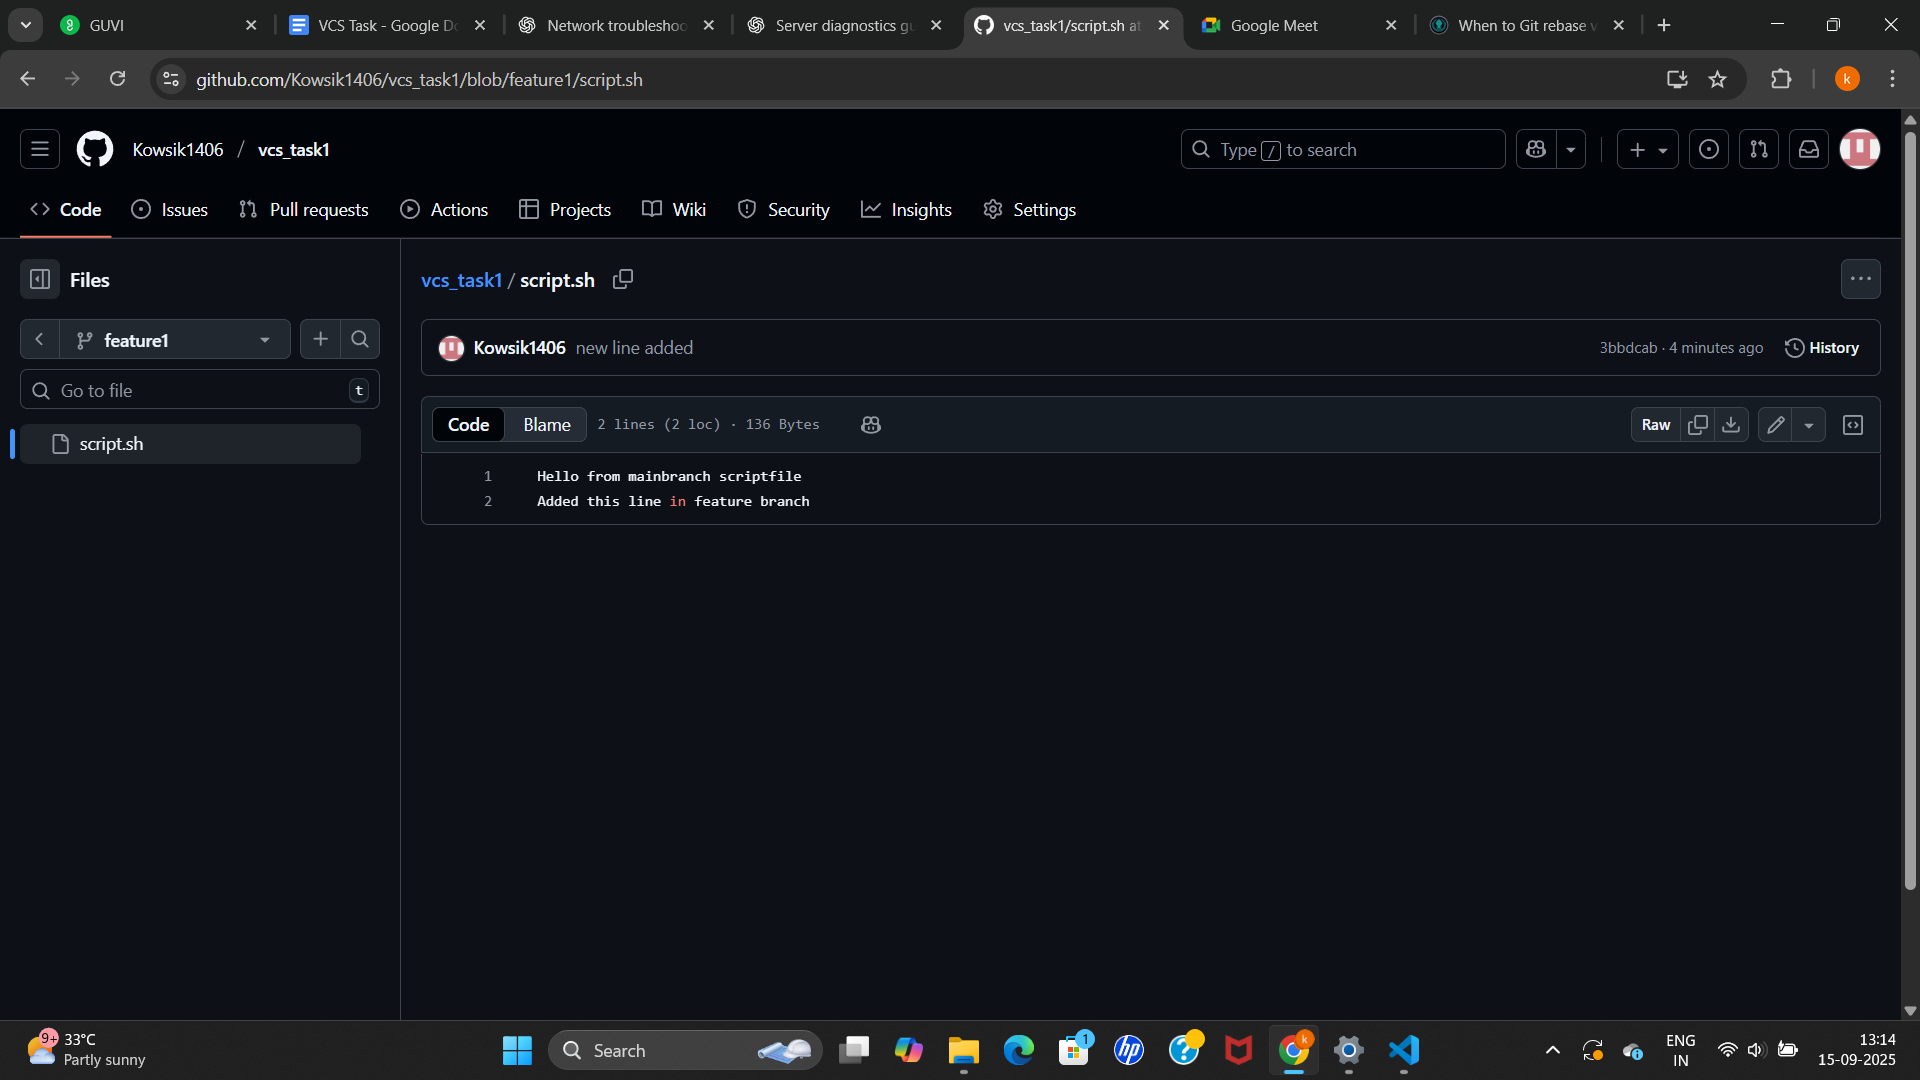 GUVI
VCS Task - Google Do
Network troubleshoo
Server diagnostics gu
vcs_task1/script.sh at
Google Meet
When to Git rebase v
github.com/Kowsik1406/vcs_task1/blob/feature1/script.sh
k
Kowsik1406 / vcs_task1
Type / to search
Code
Issues
Pull requests
Actions
Projects
Wiki
Security
Insights
Settings
Files
feature1
Go to file
t
script.sh
vcs_task1 / script.sh
Kowsik1406 new line added
3bbdcab · 4 minutes ago
History
Code
Blame
2 lines (2 loc) · 136 Bytes
Raw
1 Hello from mainbranch scriptfile
2 Added this line in feature branch
9+
33°C
Partly sunny
Search
1
hp
k
ENG
IN
13:14
15-09-2025